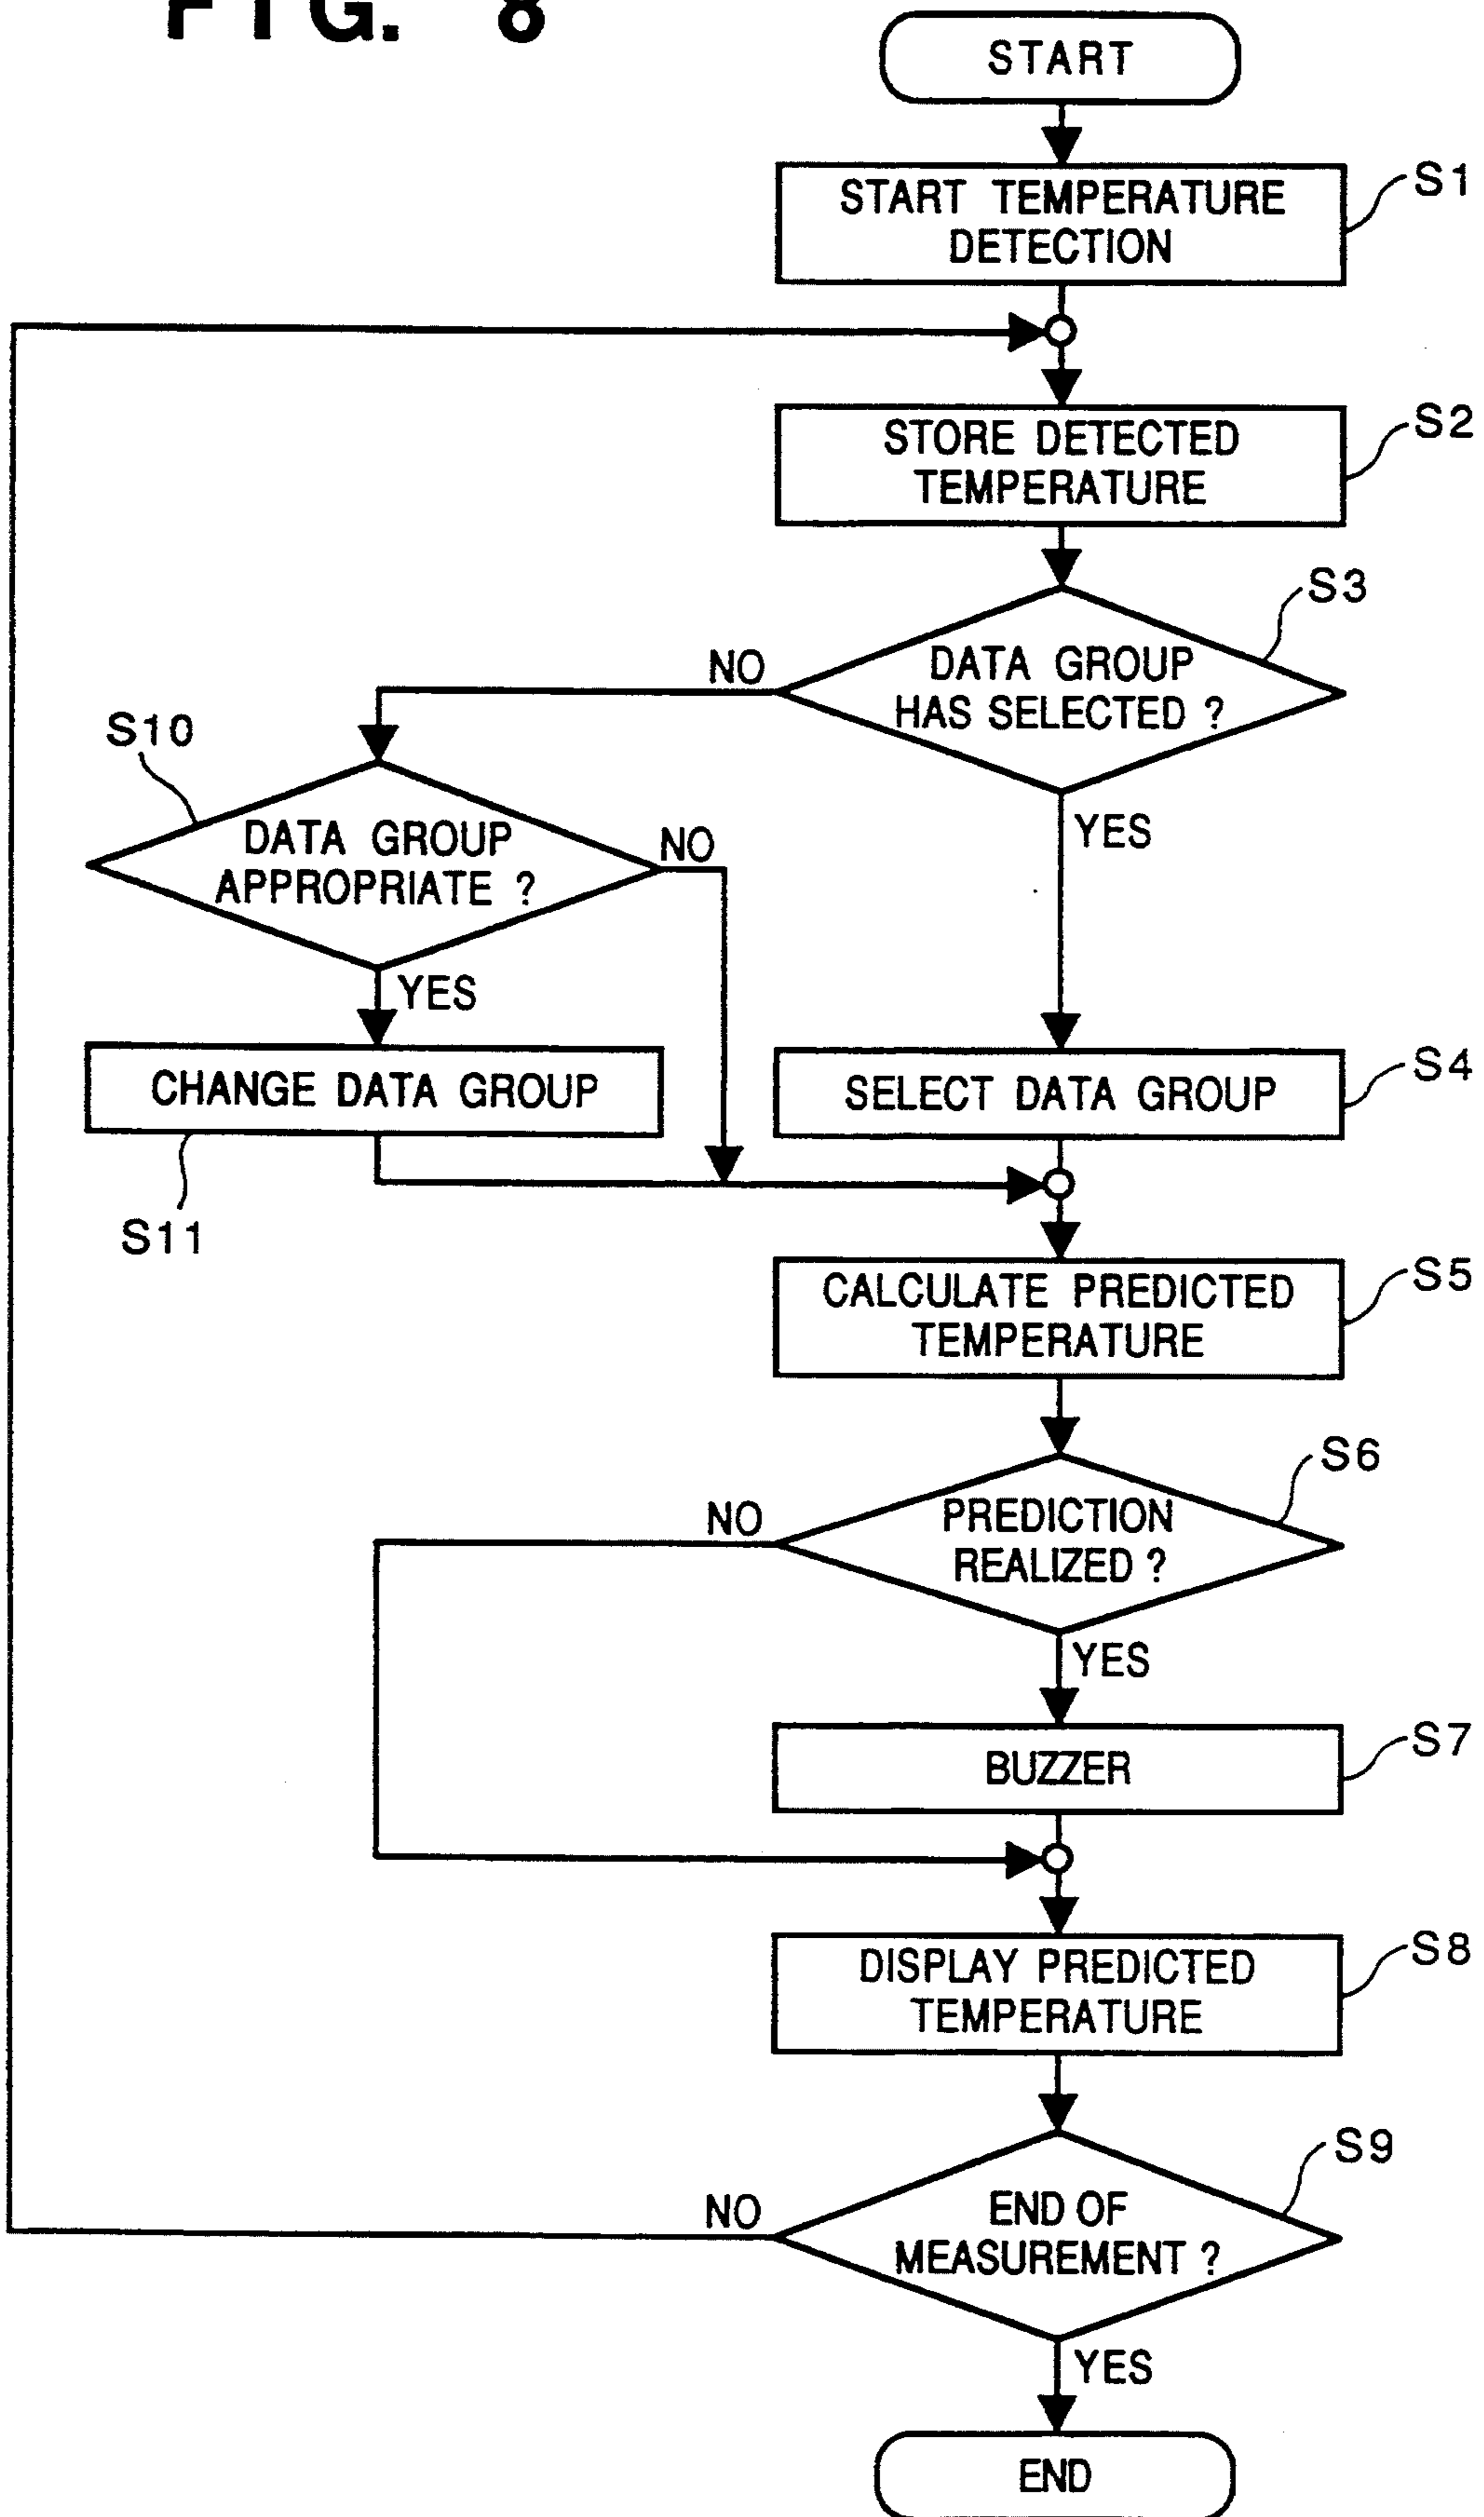 FIG. 8
START
START TEMPERATURE
DETECTION
S1
STORE DETECTED
TEMPERATURE
S2
DATA GROUP
HAS SELECTED ?
S3
NO
YES
S10
DATA GROUP
APPROPRIATE ?
NO
YES
CHANGE DATA GROUP
S11
SELECT DATA GROUP
S4
CALCULATE PREDICTED
TEMPERATURE
S5
PREDICTION
REALIZED ?
S6
NO
YES
BUZZER
S7
DISPLAY PREDICTED
TEMPERATURE
S8
END OF
MEASUREMENT ?
S9
NO
YES
END